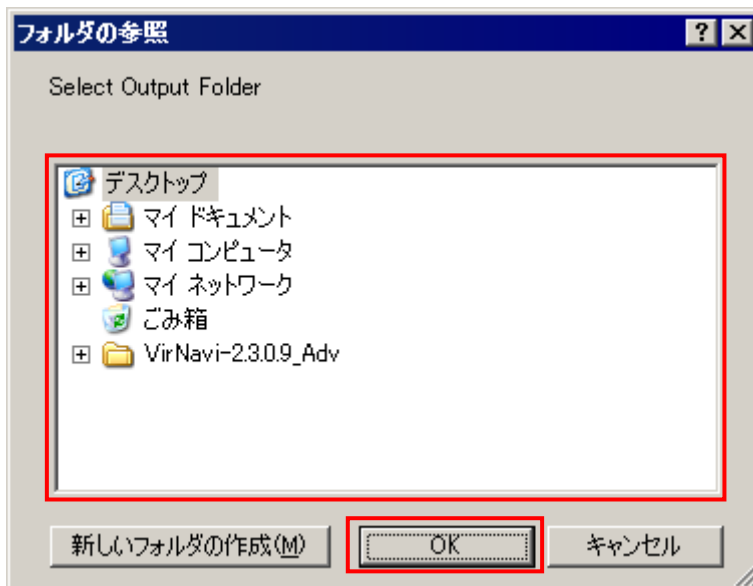 フォルダの参照
Select Output Folder
デスクトップ
マイ ドキュメント
マイ コンピュータ
マイ ネットワーク
ごみ箱
VirNavi-2.3.0.9_Adv
新しいフォルダの作成(M) OK キャンセル